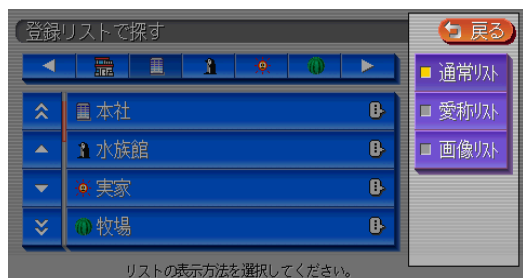 登録リストで探す
戻る
通常リスト
本社
愛称リスト
水族館
画像リスト
実家
牧場
リストの表示方法を選択してください。